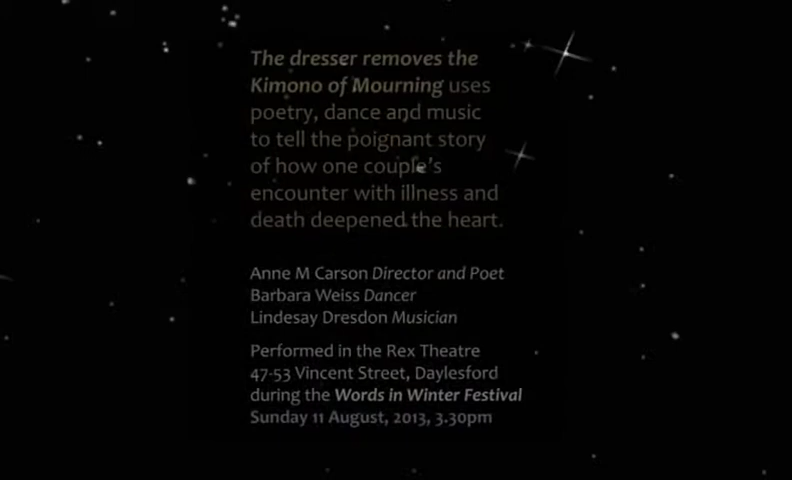 The dresser removes the
Kimono of Mourning uses
poetry, dance and music
to tell the poignant story
of how one couple's
encounter with illness and
death deepened the heart.
Anne M Carson Director and Poet
Barbara Weiss Dancer
Lindesay Dresdon Musician
Performed in the Rex Theatre
47-53 Vincent Street, Daylesford
during the Words in Winter Festival
Sunday 11 August, 2013, 3.30pm